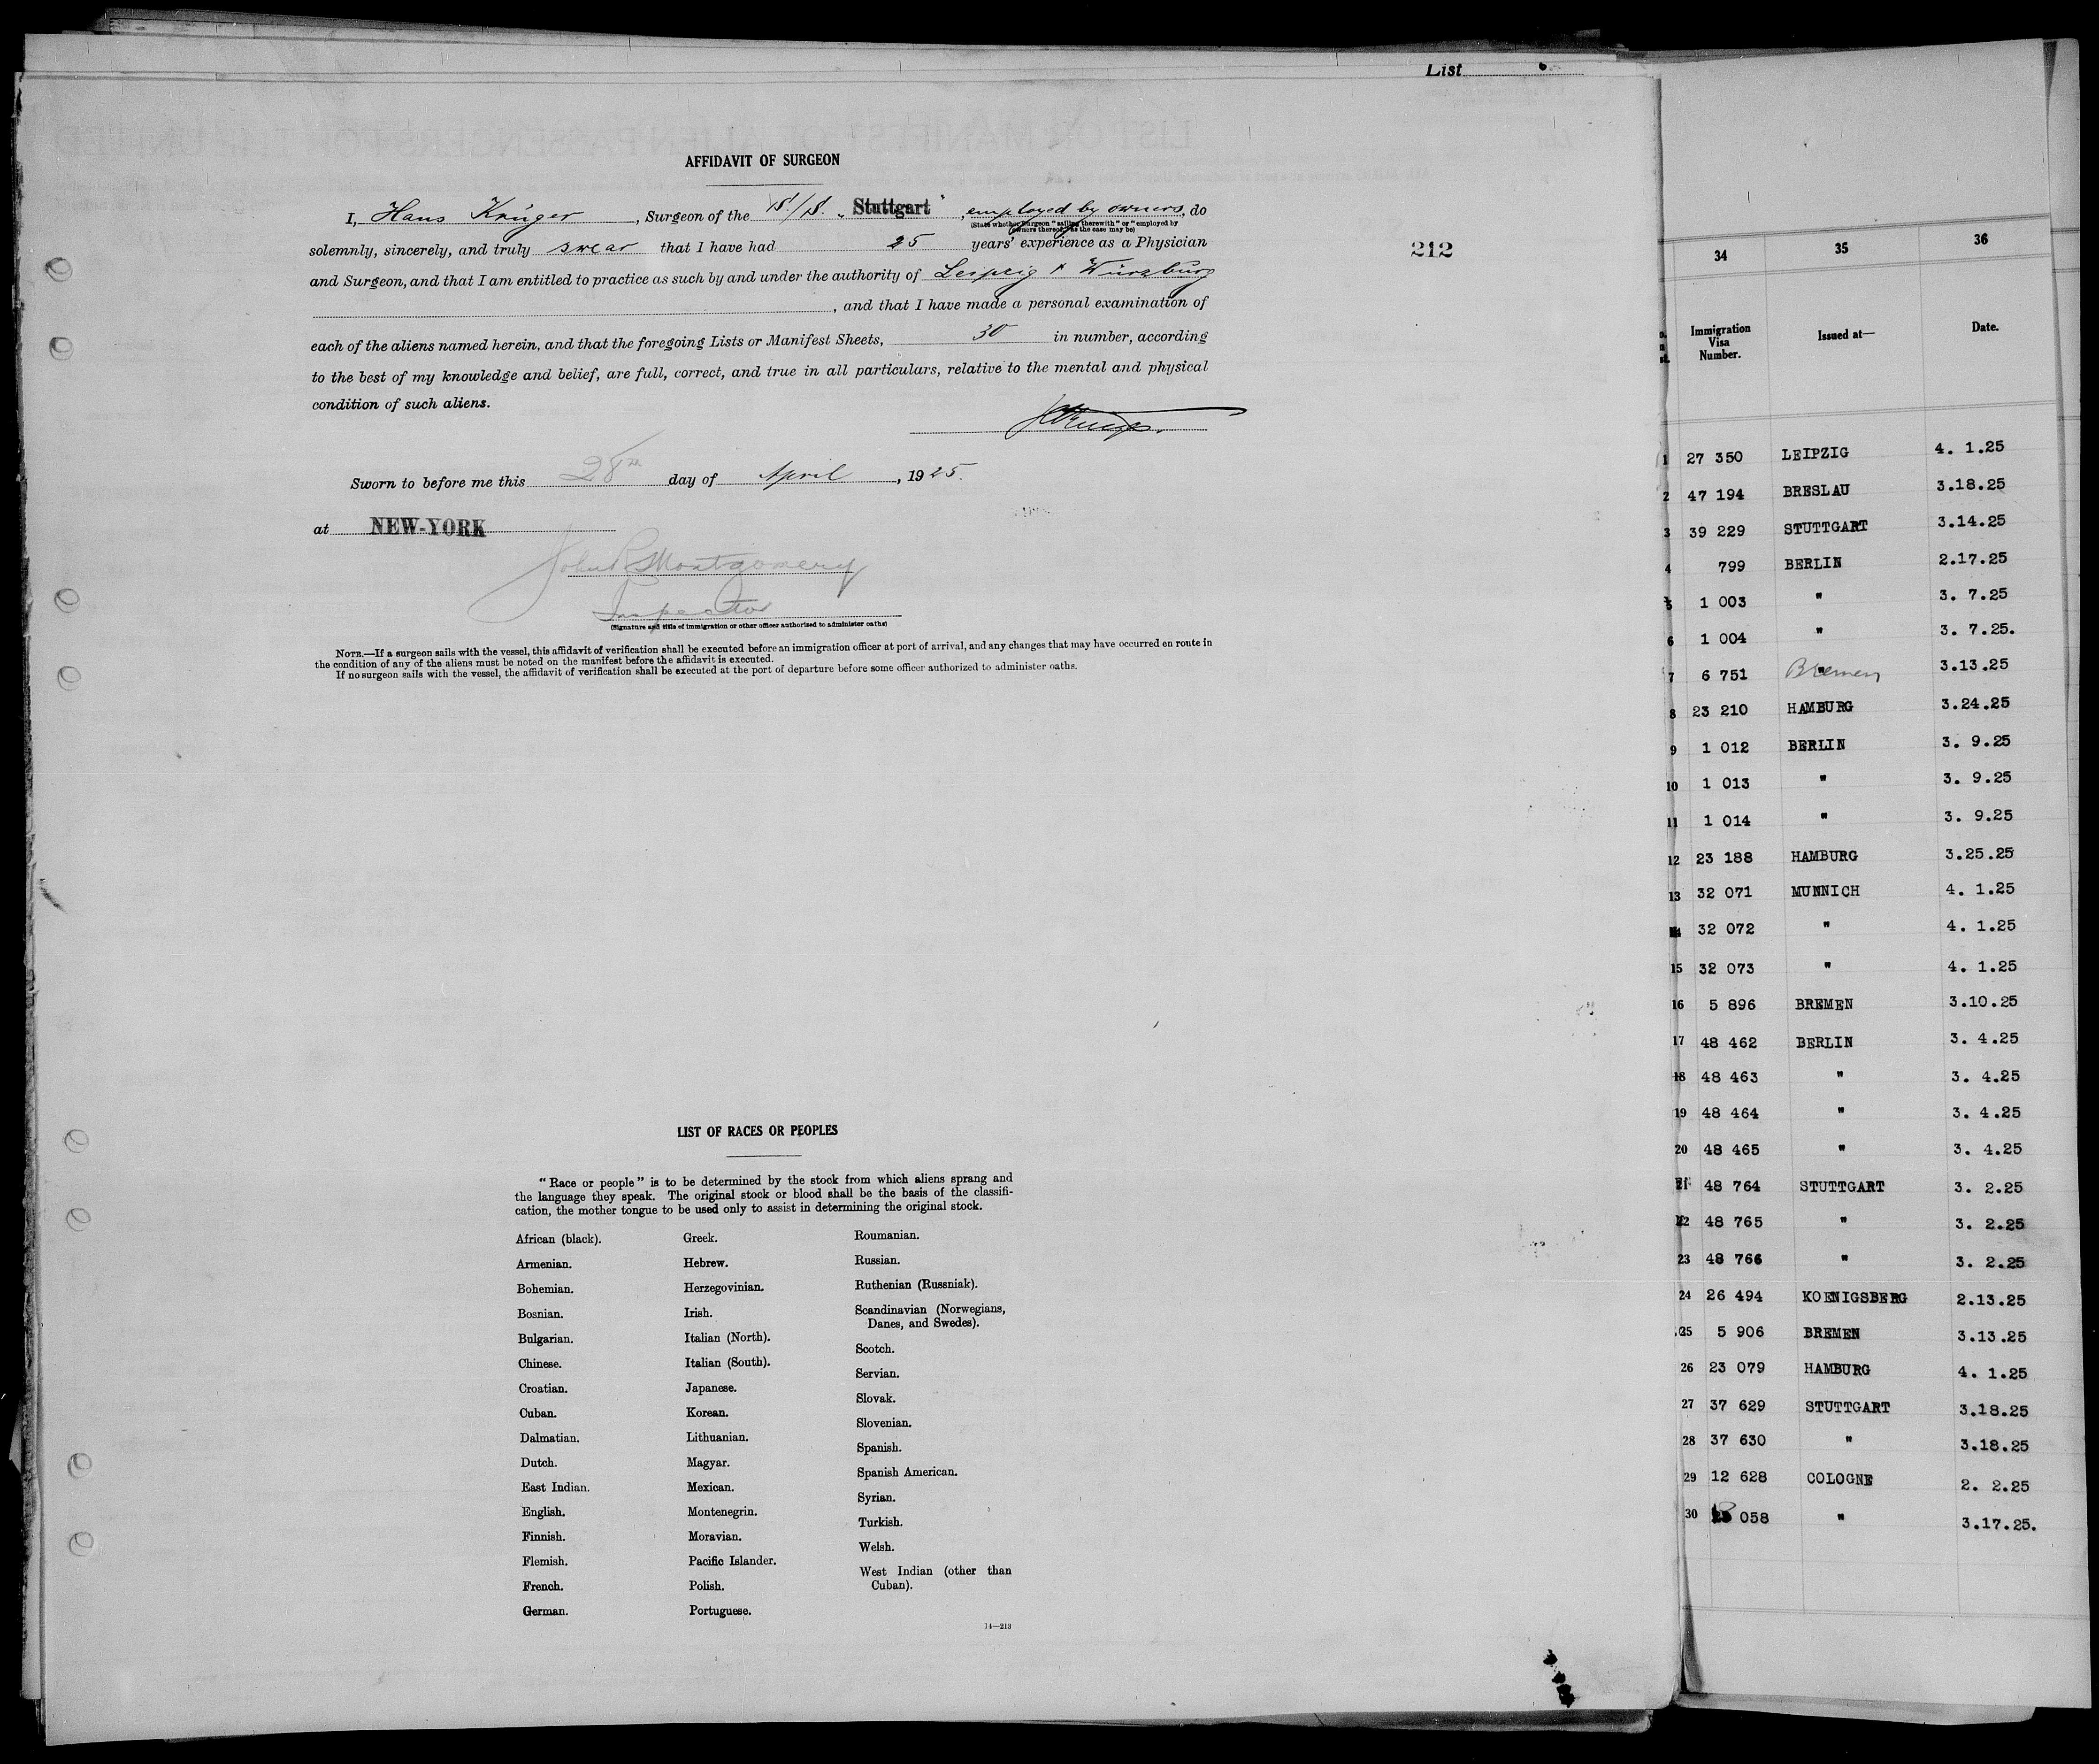 List
AFFIDAVIT OF SURGEON
I, Hans Krüger, Surgeon of the S/S. „Stuttgart", employed by owners, do
(State whether surgeon "sailing therewith" or "employed by
owners thereof," as the case may be)
solemnly, sincerely, and truly swear that I have had 25 years' experience as a Physician
and Surgeon, and that I am entitled to practice as such by and under the authority of Leipzig & Würzburg
, and that I have made a personal examination of
each of the aliens named herein, and that the foregoing Lists or Manifest Sheets, 30 in number, according
to the best of my knowledge and belief, are full, correct, and true in all particulars, relative to the mental and physical
condition of such aliens.
Sworn to before me this 28th day of April, 1925.
at NEW-YORK
John R Montgomery
Inspector
(Signature and title of immigration or other officer authorized to administer oaths)
NOTE.—If a surgeon sails with the vessel, this affidavit of verification shall be executed before an immigration officer at port of arrival, and any changes that may have occurred en route in
the condition of any of the aliens must be noted on the manifest before the affidavit is executed.
If no surgeon sails with the vessel, the affidavit of verification shall be executed at the port of departure before some officer authorized to administer oaths.
212
LIST OF RACES OR PEOPLES
"Race or people" is to be determined by the stock from which aliens sprang and
the language they speak. The original stock or blood shall be the basis of the classifi-
cation, the mother tongue to be used only to assist in determining the original stock.
African (black).
Armenian.
Bohemian.
Bosnian.
Bulgarian.
Chinese.
Croatian.
Cuban.
Dalmatian.
Dutch.
East Indian.
English.
Finnish.
Flemish.
French.
German.
Greek.
Hebrew.
Herzegovinian.
Irish.
Italian (North).
Italian (South).
Japanese.
Korean.
Lithuanian.
Magyar.
Mexican.
Montenegrin.
Moravian.
Pacific Islander.
Polish.
Portuguese.
Roumanian.
Russian.
Ruthenian (Russniak).
Scandinavian (Norwegians,
Danes, and Swedes).
Scotch.
Servian.
Slovak.
Slovenian.
Spanish.
Spanish American.
Syrian.
Turkish.
Welsh.
West Indian (other than
Cuban).
14—213
34 35 36
Immigration
Visa
Number.
Issued at—
Date.
1 27 350 LEIPZIG 4. 1.25
2 47 194 BRESLAU 3.18.25
3 39 229 STUTTGART 3.14.25
4 799 BERLIN 2.17.25
5 1 003 " 3. 7.25
6 1 004 " 3. 7.25.
7 6 751 Bremen 3.13.25
8 23 210 HAMBURG 3.24.25
9 1 012 BERLIN 3. 9.25
10 1 013 " 3. 9.25
11 1 014 " 3. 9.25
12 23 188 HAMBURG 3.25.25
13 32 071 MUNNICH 4. 1.25
14 32 072 " 4. 1.25
15 32 073 " 4. 1.25
16 5 896 BREMEN 3.10.25
17 48 462 BERLIN 3. 4.25
18 48 463 " 3. 4.25
19 48 464 " 3. 4.25
20 48 465 " 3. 4.25
21 48 764 STUTTGART 3. 2.25
22 48 765 " 3. 2.25
23 48 766 " 3. 2.25
24 26 494 KOENIGSBERG 2.13.25
25 5 906 BREMEN 3.13.25
26 23 079 HAMBURG 4. 1.25
27 37 629 STUTTGART 3.18.25
28 37 630 " 3.18.25
29 12 628 COLOGNE 2. 2.25
30 058 " 3.17.25.